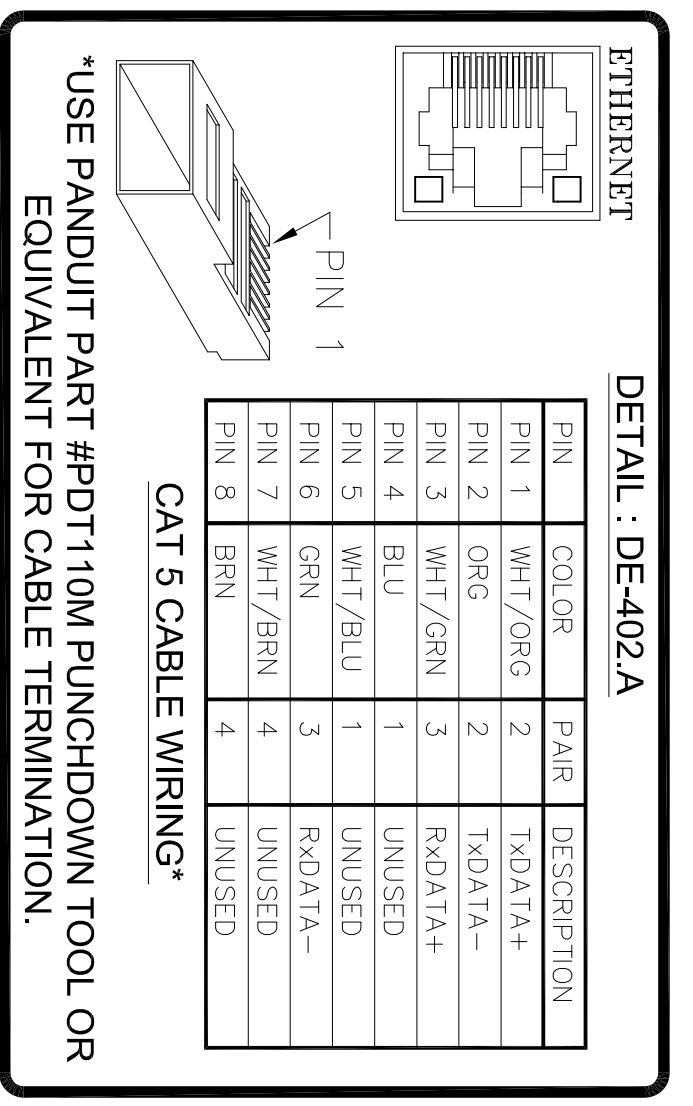 DETAIL : DE-402.A
ETHERNET
PIN 1
PIN COLOR PAIR DESCRIPTION
PIN 1 WHT/ORG 2 TxDATA+
PIN 2 ORG 2 TxDATA−
PIN 3 WHT/GRN 3 RxDATA+
PIN 4 BLU 1 UNUSED
PIN 5 WHT/BLU 1 UNUSED
PIN 6 GRN 3 RxDATA−
PIN 7 WHT/BRN 4 UNUSED
PIN 8 BRN 4 UNUSED
CAT 5 CABLE WIRING*
*USE PANDUIT PART #PDT110M PUNCHDOWN TOOL OR
EQUIVALENT FOR CABLE TERMINATION.